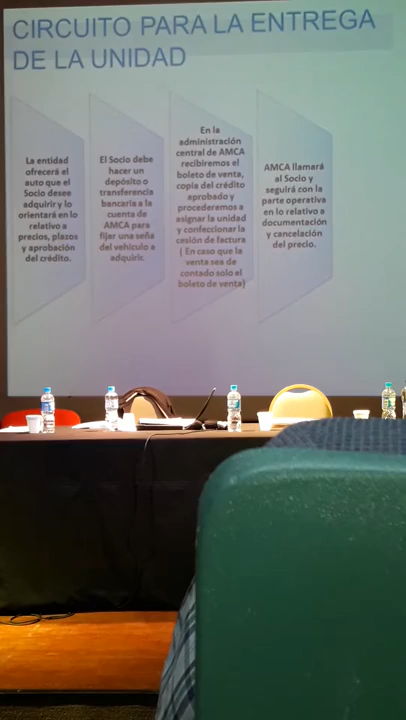 CIRCUITO PARA LA ENTREGA
DE LA UNIDAD
La entidad
ofrecerá el
auto que el
Socio desee
adquirir y lo
orientará en lo
relativo a
precios, plazos
y aprobación
del crédito.
El Socio debe
hacer un
depósito o
transferencia
bancaria a la
cuenta de
AMCA para
fijar una seña
del vehículo a
adquirir.
En la
administración
central de AMCA
recibiremos el
boleto de venta,
copia del crédito
aprobado y
procederemos a
asignar la unidad
y confeccionar la
cesión de factura
( En caso que la
venta sea de
contado solo el
boleto de venta)
AMCA llamará
al Socio y
seguirá con la
parte operativa
en lo relativo a
documentación
y cancelación
del precio.